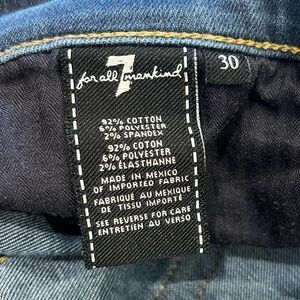 7
for all mankind
30
92% COTTON
6% POLYESTER
2% SPANDEX
92% COTON
6% POLYESTER
2% ÉLASTHANNE
MADE IN MEXICO
OF IMPORTED FABRIC
FABRIQUÉ AU MEXIQUE
DE TISSU IMPORTÉ
SEE REVERSE FOR CARE
ENTRETIEN AU VERSO